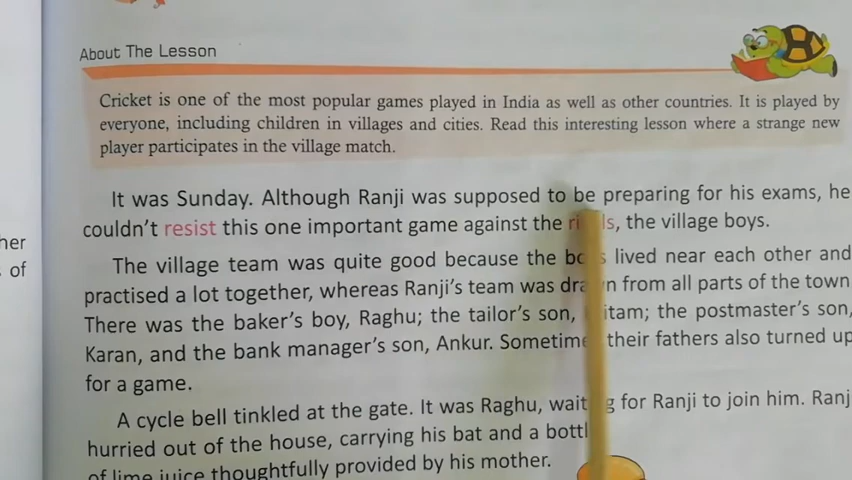 About The Lesson
Cricket is one of the most popular games played in India as well as other countries. It is played by
everyone, including children in villages and cities. Read this interesting lesson where a strange new
player participates in the village match.
It was Sunday. Although Ranji was supposed to be preparing for his exams, he
couldn't resist this one important game against the the village boys.
The village team was quite good because the boys lived near each other and
practised a lot together, whereas Ranji's team was drawn from all parts of the town
There was the baker's boy, Raghu; the tailor's son, the postmaster's son,
Karan, and the bank manager's son, Ankur. Sometimes their fathers also turned up
for a game.
A cycle bell tinkled at the gate. It was Raghu, waiting for Ranji to join him. Ranj
hurried out of the house, carrying his bat and a bottl
of lime juice thoughtfully provided by his mother.
her
of